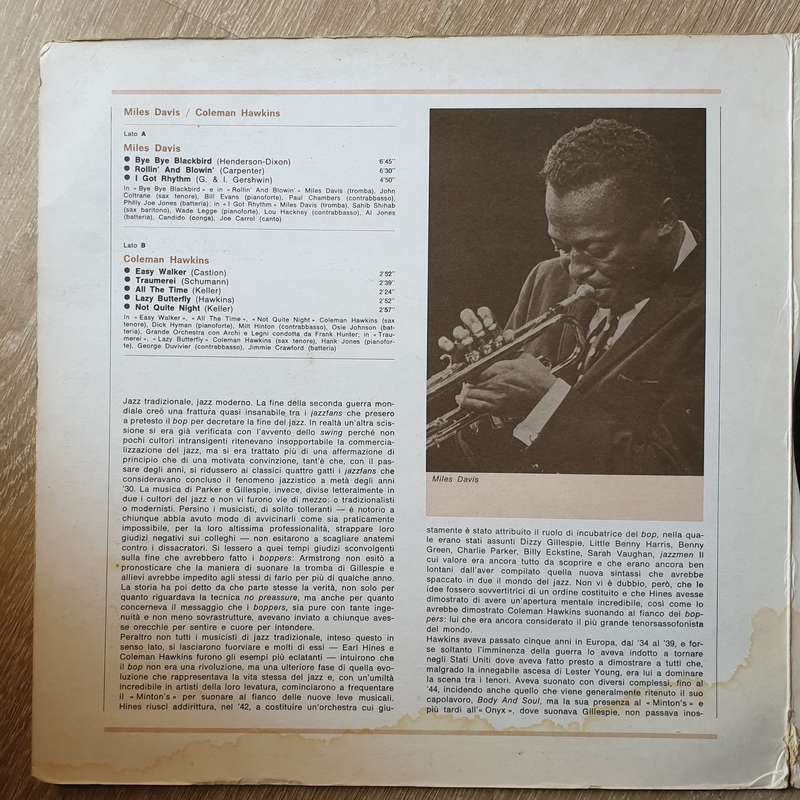 Miles Davis / Coleman Hawkins
Lato A
Miles Davis
● Bye Bye Blackbird (Henderson-Dixon) 6'45''
● Rollin' And Blowin' (Carpenter) 6'30''
● I Got Rhythm (G. & I. Gershwin) 4'50''
In « Bye Bye Blackbird » e in « Rollin' And Blowin' » Miles Davis (tromba), John
Coltrane (sax tenore), Bill Evans (pianoforte), Paul Chambers (contrabbasso),
Philly Joe Jones (batteria); in « I Got Rhythm » Miles Davis (tromba), Sahib Shihab
(sax baritono), Wade Legge (pianoforte), Lou Hackney (contrabbasso), Al Jones
(batteria), Candido (conga), Joe Carrol (canto)
Lato B
Coleman Hawkins
● Easy Walker (Castion) 2'52''
● Traumerei (Schumann) 2'39''
● All The Time (Keller) 2'24''
● Lazy Butterfly (Hawkins) 2'52''
● Not Quite Night (Keller) 2'57''
In « Easy Walker », « All The Time », « Not Quite Night » Coleman Hawkins (sax
tenore), Dick Hyman (pianoforte), Milt Hinton (contrabbasso), Osie Johnson (bat-
teria), Grande Orchestra con Archi e Legni condotta da Frank Hunter; in « Trau-
merei », « Lazy Butterfly » Coleman Hawkins (sax tenore), Hank Jones (pianofor-
te), George Duvivier (contrabbasso), Jimmie Crawford (batteria)
Jazz tradizionale, jazz moderno. La fine della seconda guerra mon-
diale creò una frattura quasi insanabile tra i jazzfans che presero
a pretesto il bop per decretare la fine del jazz. In realtà un'altra scis-
sione si era già verificata con l'avvento dello swing perché non
pochi cultori intransigenti ritenevano insopportabile la commercia-
lizzazione del jazz, ma si era trattato più di una affermazione di
principio che di una motivata convinzione, tant'è che, con il pas-
sare degli anni, si ridussero ai classici quattro gatti i jazzfans che
consideravano concluso il fenomeno jazzistico a metà degli anni
'30. La musica di Parker e Gillespie, invece, divise letteralmente in
due i cultori del jazz e non vi furono vie di mezzo: o tradizionalisti
o modernisti. Persino i musicisti, di solito tolleranti — è notorio a
chiunque abbia avuto modo di avvicinarli come sia praticamente
impossibile, per la loro altissima professionalità, strappare loro
giudizi negativi sui colleghi — non esitarono a scagliare anatemi
contro i dissacratori. Si lessero a quei tempi giudizi sconvolgenti
sulla fine che avrebbero fatto i boppers: Armstrong non esitò a
pronosticare che la maniera di suonare la tromba di Gillespie e
allievi avrebbe impedito agli stessi di farlo per più di qualche anno.
La storia ha poi detto da che parte stesse la verità, non solo per
quanto riguardava la tecnica no preassure, ma anche per quanto
concerneva il messaggio che i boppers, sia pure con tante inge-
nuità e non meno sovrastrutture, avevano inviato a chiunque aves-
se orecchie per sentire e cuore per intendere.
Peraltro non tutti i musicisti di jazz tradizionale, inteso questo in
senso lato, si lasciarono fuorviare e molti di essi — Earl Hines e
Coleman Hawkins furono gli esempi più eclatanti — intuirono che
il bop non era una rivoluzione, ma una ulteriore fase di quella evo-
luzione che rappresentava la vita stessa del jazz e, con un'umiltà
incredibile in artisti della loro levatura, cominciarono a frequentare
il « Minton's » per suonare al fianco delle nuove leve musicali.
Hines riuscì addirittura, nel '42, a costituire un'orchestra cui giu-
Miles Davis
stamente è stato attribuito il ruolo di incubatrice del bop, nella qua-
le erano stati assunti Dizzy Gillespie, Little Benny Harris, Benny
Green, Charlie Parker, Billy Eckstine, Sarah Vaughan, jazzmen il
cui valore era ancor tutto da scoprire e che erano ancora ben
lontani dall'aver compilato quella nuova sintassi che avrebbe
spaccato in due il mondo del jazz. Non vi è dubbio, però, che le
idee fossero sovvertitrici di un ordine costituito e che Hines avesse
dimostrato di avere un'apertura mentale incredibile, così come lo
avrebbe dimostrato Coleman Hawkins suonando al fianco dei bop-
pers: lui che era ancora considerato il più grande tenorsassofonista
del mondo.
Hawkins aveva passato cinque anni in Europa, dal '34 al '39, e for-
se soltanto l'imminenza della guerra lo aveva indotto a tornare
negli Stati Uniti dove aveva fatto presto a dimostrare a tutti che,
malgrado la innegabile ascesa di Lester Young, era lui a dominare
la scena tra i tenori. Aveva suonato con diversi complessi, fino al
'44, incidendo anche quello che viene generalmente ritenuto il suo
capolavoro, Body And Soul, ma la sua presenza al « Minton's » e
più tardi all'« Onyx », dove suonava Gillespie, non passava inos-